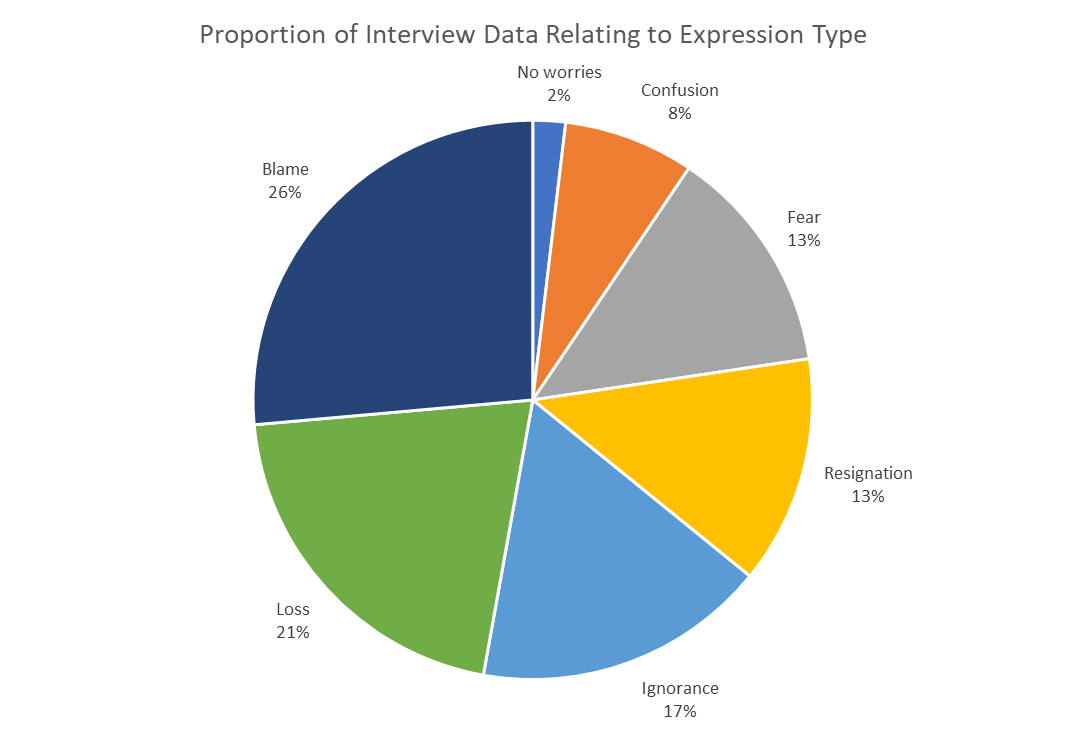 Proportion of Interview Data Relating to Expression Type
No worries
2%
Confusion
8%
Fear
13%
Resignation
13%
Ignorance
17%
Loss
21%
Blame
26%